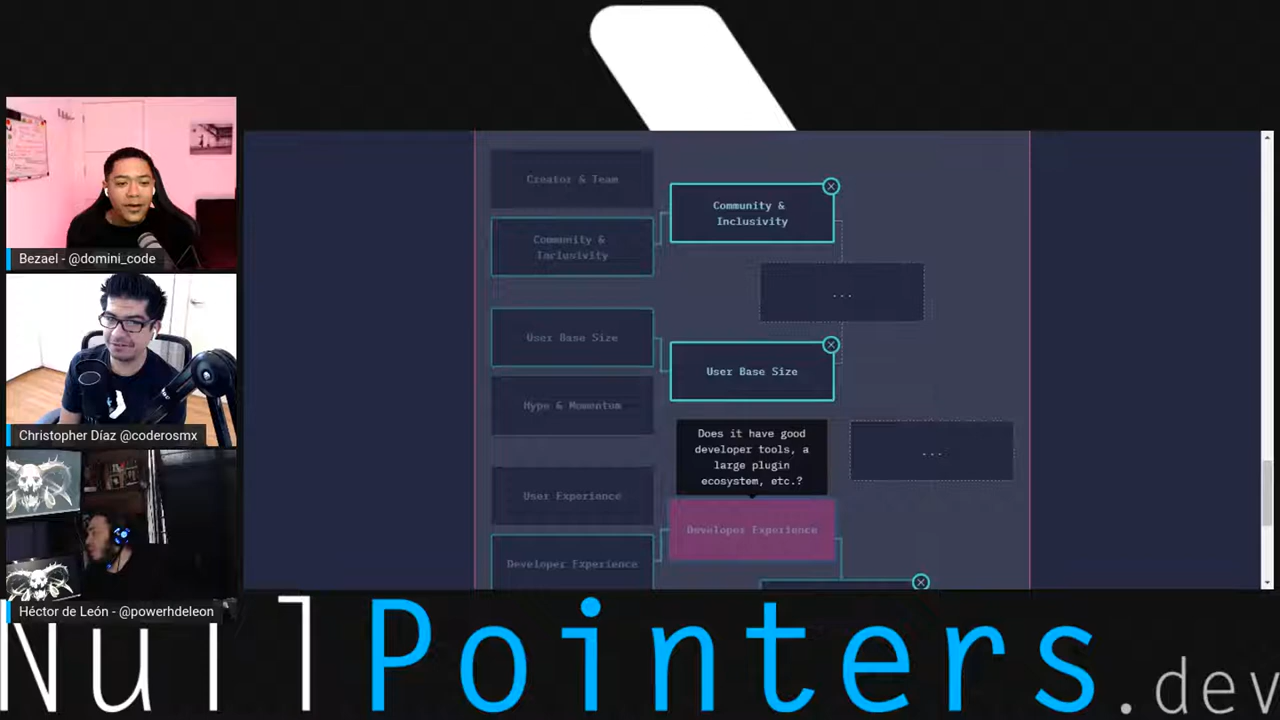 Bezael - @domini_code
Christopher Díaz @coderosmx
Héctor de León - @powerhdeleon
Creator & Team
Community &
Inclusivity
User Base Size
Hype & Momentum
User Experience
Developer Experience
Community &
Inclusivity
...
User Base Size
Does it have good
developer tools, a
large plugin
ecosystem, etc.?
...
Developer Experience
NullPointers.dev